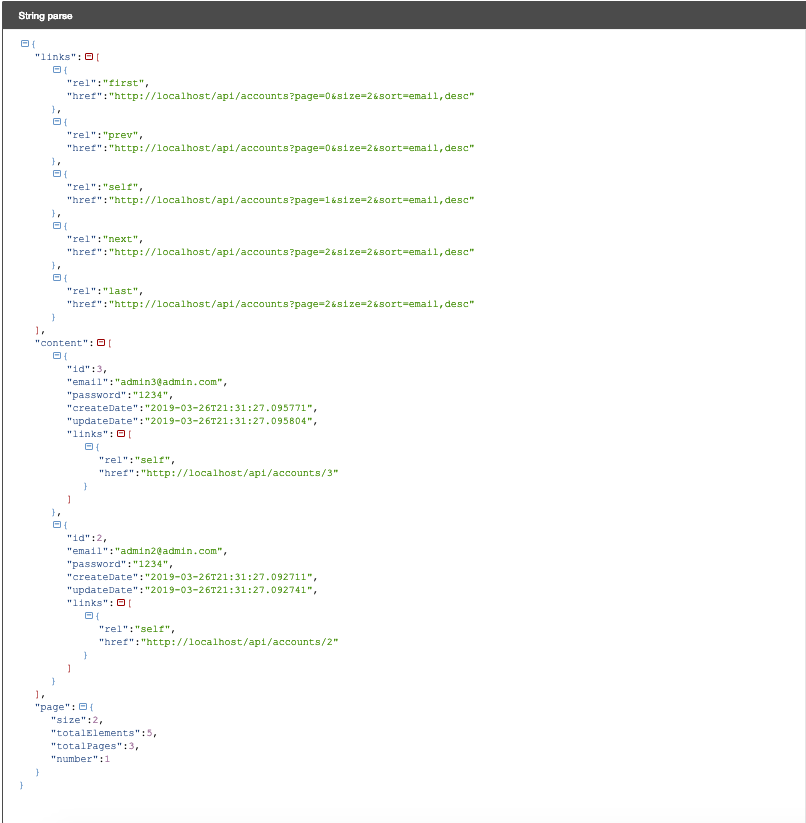 String parse
{
"links":[
{
"rel":"first",
"href":"http://localhost/api/accounts?page=0&size=2&sort=email,desc"
},
{
"rel":"prev",
"href":"http://localhost/api/accounts?page=0&size=2&sort=email,desc"
},
{
"rel":"self",
"href":"http://localhost/api/accounts?page=1&size=2&sort=email,desc"
},
{
"rel":"next",
"href":"http://localhost/api/accounts?page=2&size=2&sort=email,desc"
},
{
"rel":"last",
"href":"http://localhost/api/accounts?page=2&size=2&sort=email,desc"
}
],
"content":[
{
"id":3,
"email":"admin3@admin.com",
"password":"1234",
"createDate":"2019-03-26T21:31:27.095771",
"updateDate":"2019-03-26T21:31:27.095804",
"links":[
{
"rel":"self",
"href":"http://localhost/api/accounts/3"
}
]
},
{
"id":2,
"email":"admin2@admin.com",
"password":"1234",
"createDate":"2019-03-26T21:31:27.092711",
"updateDate":"2019-03-26T21:31:27.092741",
"links":[
{
"rel":"self",
"href":"http://localhost/api/accounts/2"
}
]
}
],
"page":{
"size":2,
"totalElements":5,
"totalPages":3,
"number":1
}
}